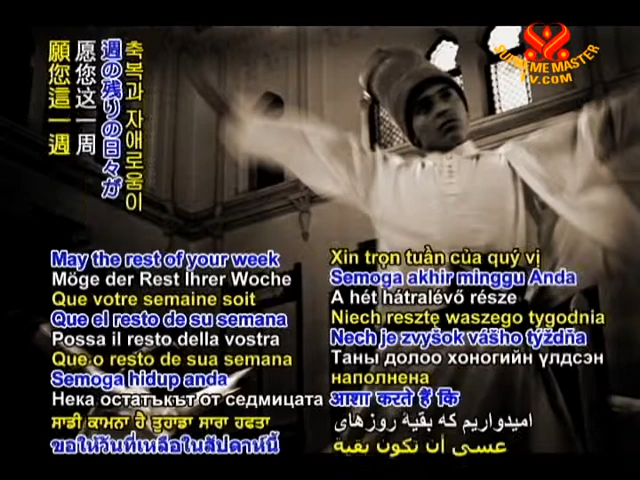 SUPREME MASTER
TV.COM
축복과 자애로움이
週の残りの日々が
愿您这一周
願您這一週
May the rest of your week
Möge der Rest Ihrer Woche
Que votre semaine soit
Que el resto de su semana
Possa il resto della vostra
Que o resto de sua semana
Semoga hidup anda
Нека остатъкът от седмицата
ਸਾਡੀ ਕਾਮਨਾ ਹੈ ਤੁਹਾਡਾ ਸਾਰਾ ਹਫਤਾ
ขอให้วันที่เหลือในสัปดาห์นี้
Xin trọn tuần của quý vị
Semoga akhir minggu Anda
A hét hátralévő része
Niech resztę waszego tygodnia
Nech je zvyšok vášho týždňa
Таны долоо хоногийн үлдсэн
наполнена
आशा करते हैं कि
امیدواریم که بقیۀ روزهای
عسى أن تكون بقية